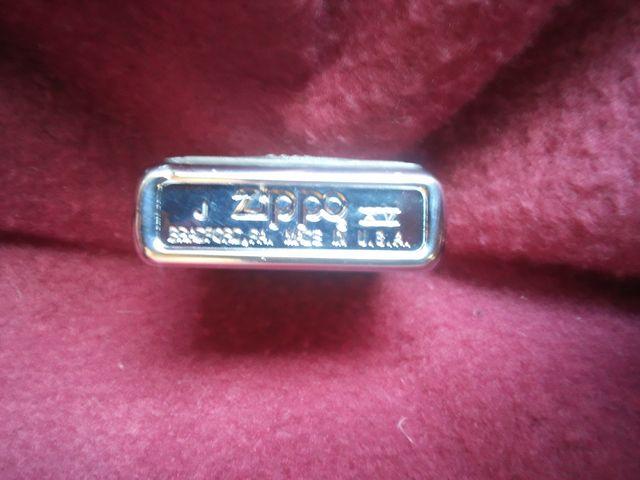 J zippo XV
BRADFORD, PA. MADE IN U.S.A.